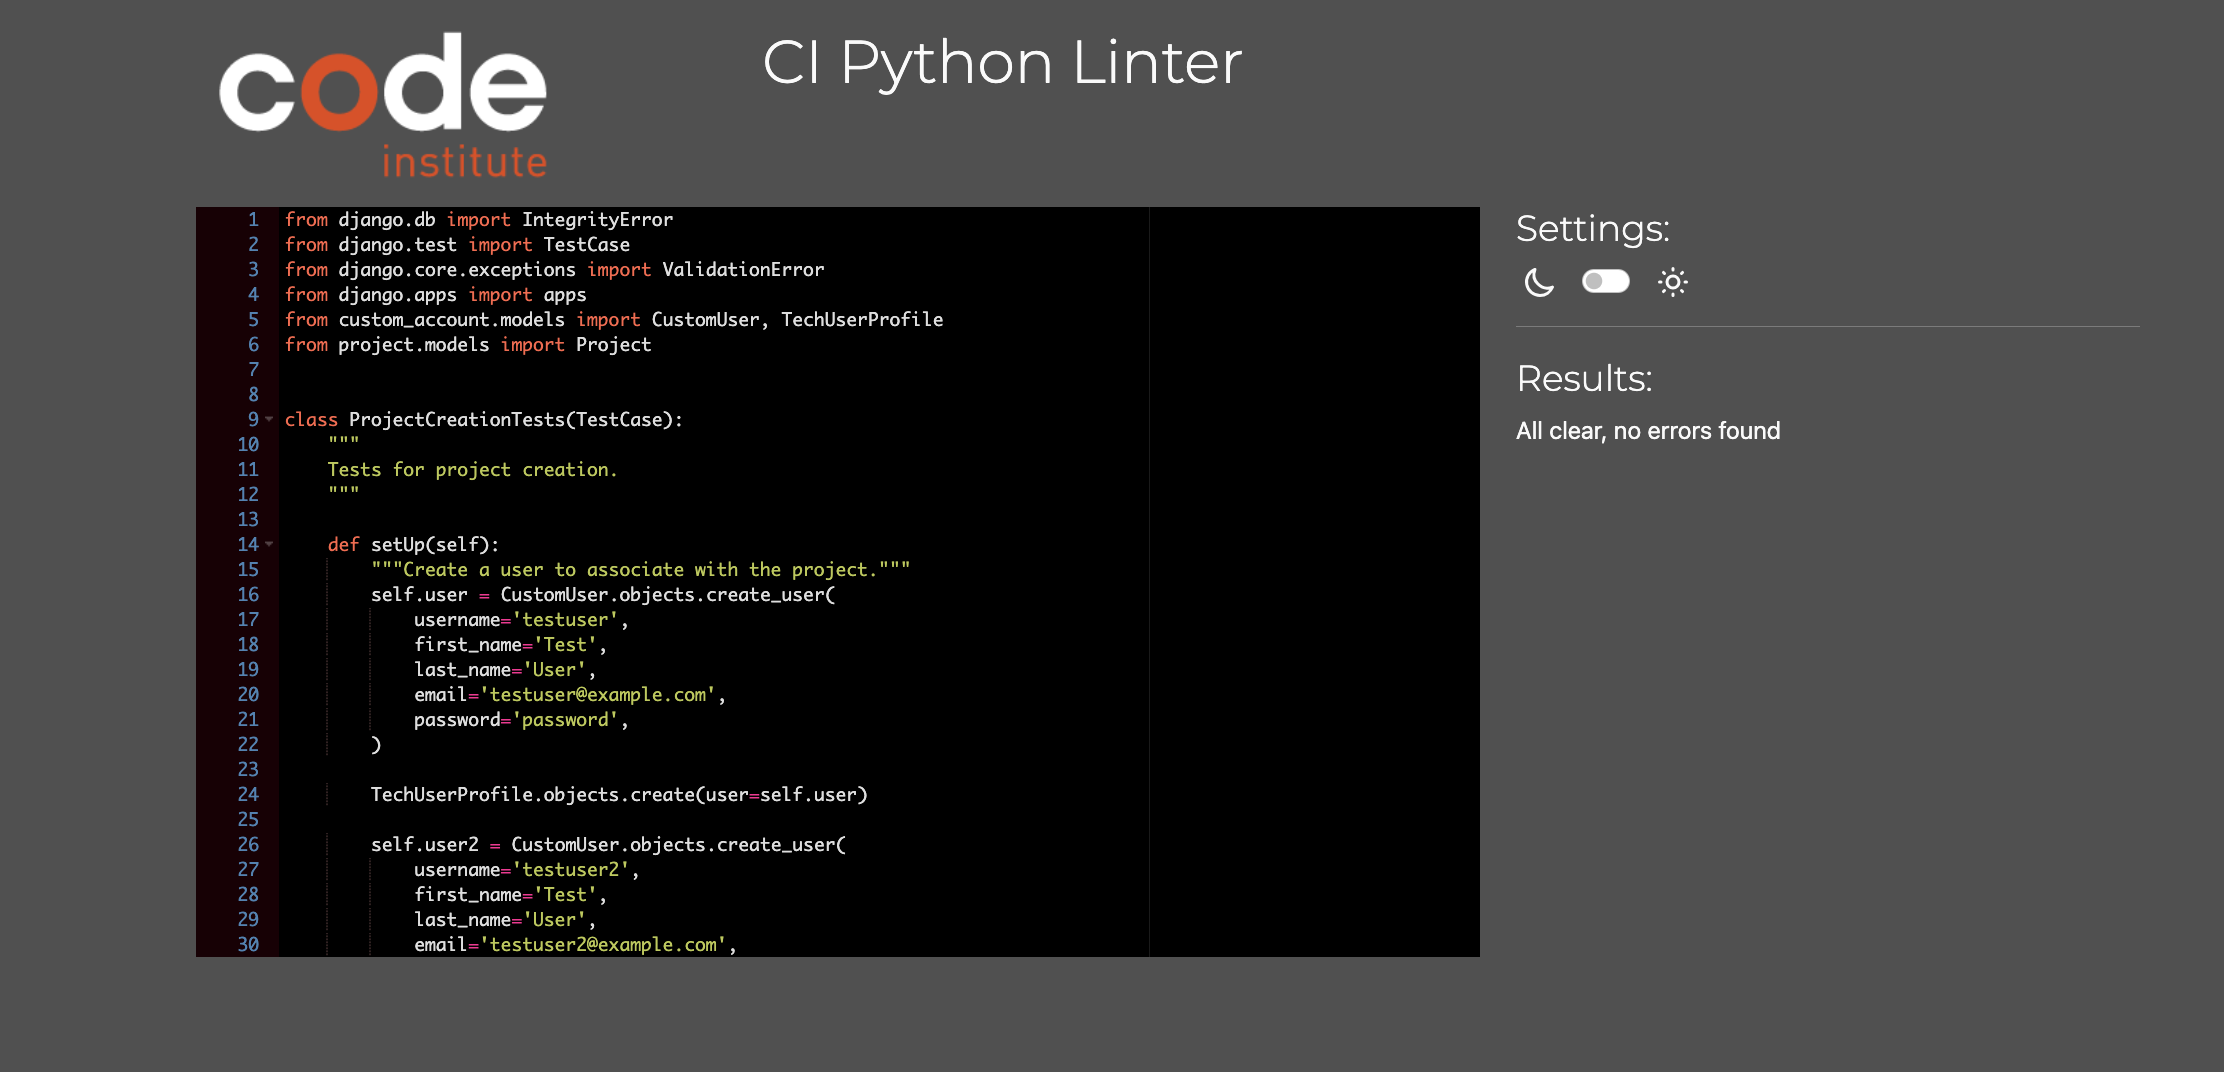 code
institute
CI Python Linter
1 from django.db import IntegrityError
2 from django.test import TestCase
3 from django.core.exceptions import ValidationError
4 from django.apps import apps
5 from custom_account.models import CustomUser, TechUserProfile
6 from project.models import Project
7
8
9 class ProjectCreationTests(TestCase):
10     """
11     Tests for project creation.
12     """
13
14     def setUp(self):
15         """Create a user to associate with the project."""
16         self.user = CustomUser.objects.create_user(
17             username='testuser',
18             first_name='Test',
19             last_name='User',
20             email='testuser@example.com',
21             password='password',
22         )
23
24         TechUserProfile.objects.create(user=self.user)
25
26         self.user2 = CustomUser.objects.create_user(
27             username='testuser2',
28             first_name='Test',
29             last_name='User',
30             email='testuser2@example.com',
Settings:
Results:
All clear, no errors found